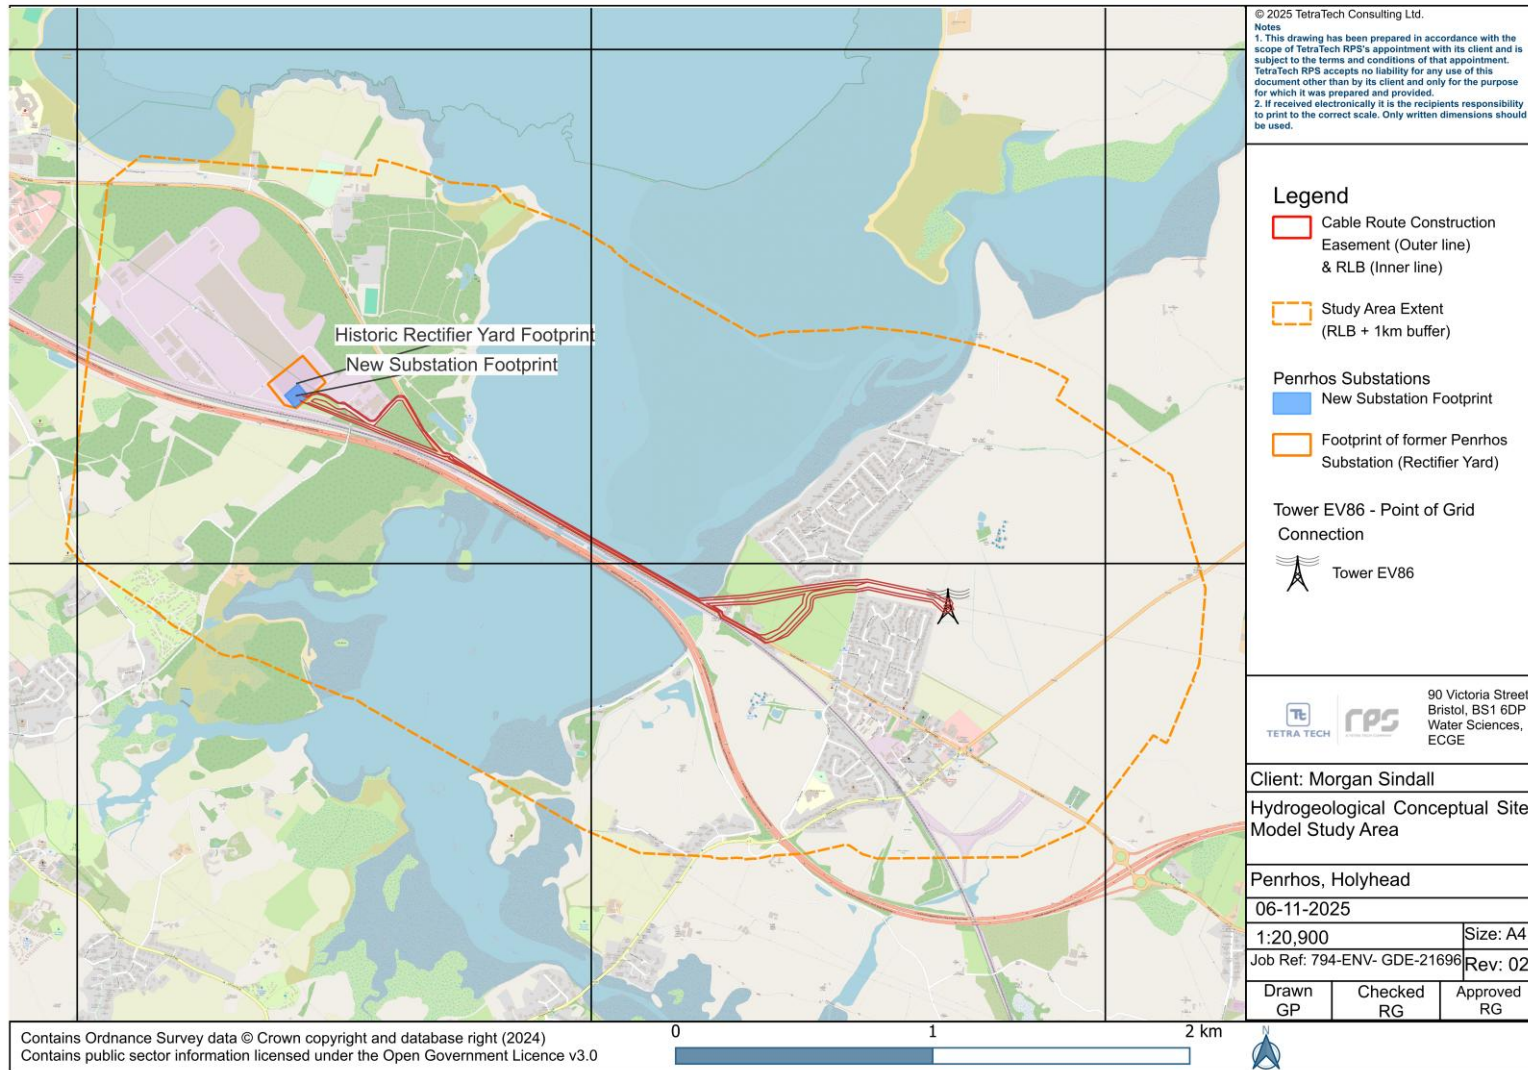 © 2025 TetraTech Consulting Ltd.
Notes
1. This drawing has been prepared in accordance with the
scope of TetraTech RPS's appointment with its client and is
subject to the terms and conditions of that appointment.
TetraTech RPS accepts no liability for any use of this
document other than by its client and only for the purpose
for which it was prepared and provided.
2. If received electronically it is the recipients responsibility
to print to the correct scale. Only written dimensions should
be used.
Historic Rectifier Yard Footprint
New Substation Footprint
Legend
Cable Route Construction
Easement (Outer line)
& RLB (Inner line)
Study Area Extent
(RLB + 1km buffer)
Penrhos Substations
New Substation Footprint
Footprint of former Penrhos
Substation (Rectifier Yard)
Tower EV86 - Point of Grid
Connection
Tower EV86
TETRA TECH
rps
90 Victoria Street
Bristol, BS1 6DP
Water Sciences,
ECGE
Client: Morgan Sindall
Hydrogeological Conceptual Site
Model Study Area
Penrhos, Holyhead
06-11-2025
1:20,900
Size: A4
Job Ref: 794-ENV- GDE-21696
Rev: 02
Drawn
GP
Checked
RG
Approved
RG
Contains Ordnance Survey data © Crown copyright and database right (2024)
Contains public sector information licensed under the Open Government Licence v3.0
0 1 2 km
N